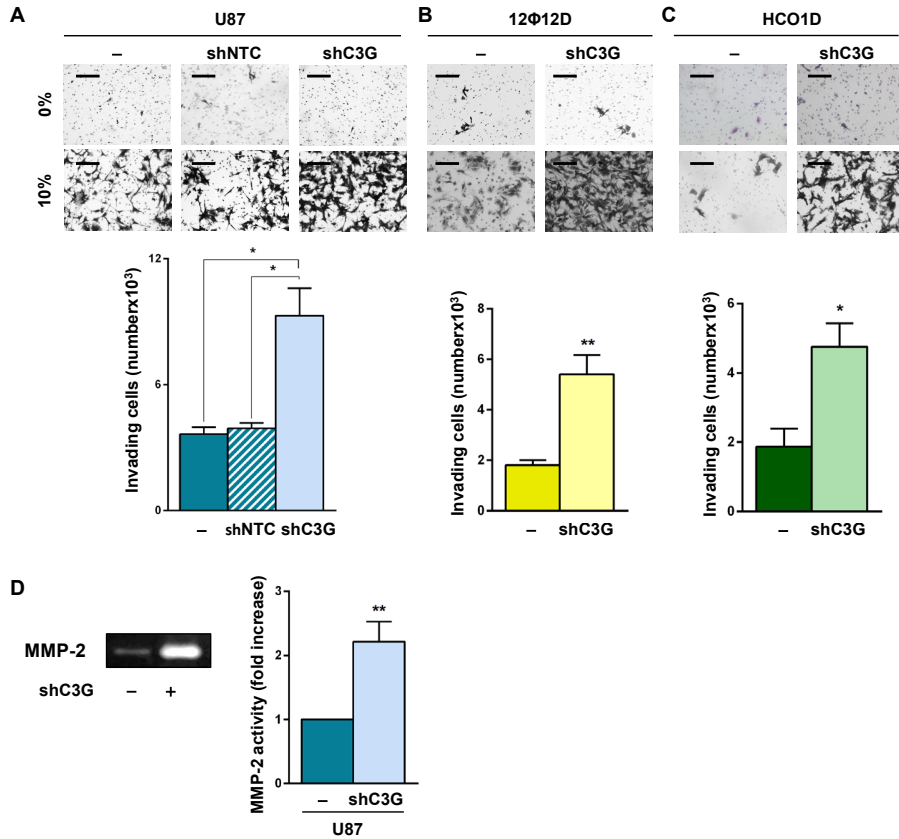 A
U87
– shNTC shC3G
0%
10%
Invading cells (numberx10³)
12
6
0
* *
– shNTC shC3G
B
12Φ12D
– shC3G
Invading cells (numberx10³)
8
6
4
2
0
**
– shC3G
C
HCO1D
– shC3G
Invading cells (numberx10³)
6
4
2
0
*
– shC3G
D
MMP-2
shC3G – +
MMP-2 activity (fold increase)
3
2
1
0
**
– shC3G
U87